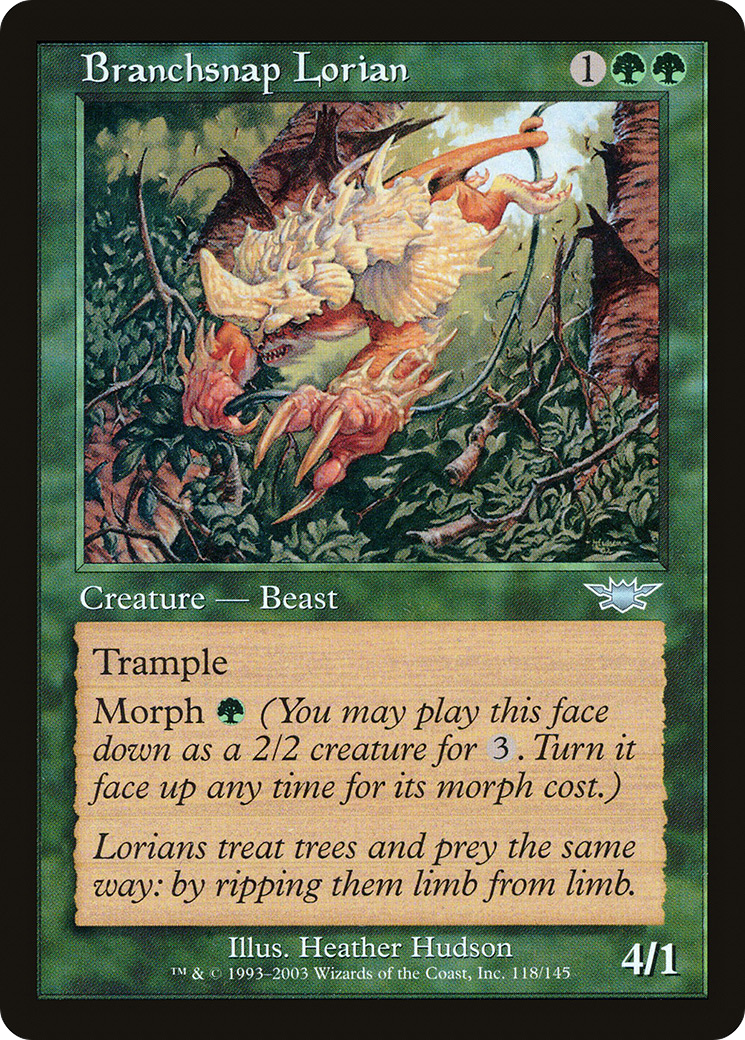 Branchsnap Lorian 1
Creature — Beast
Trample
Morph (You may play this face
down as a 2/2 creature for 3. Turn it
face up any time for its morph cost.)
Lorians treat trees and prey the same
way: by ripping them limb from limb.
Illus. Heather Hudson
™ & © 1993–2003 Wizards of the Coast, Inc. 118/145
4/1